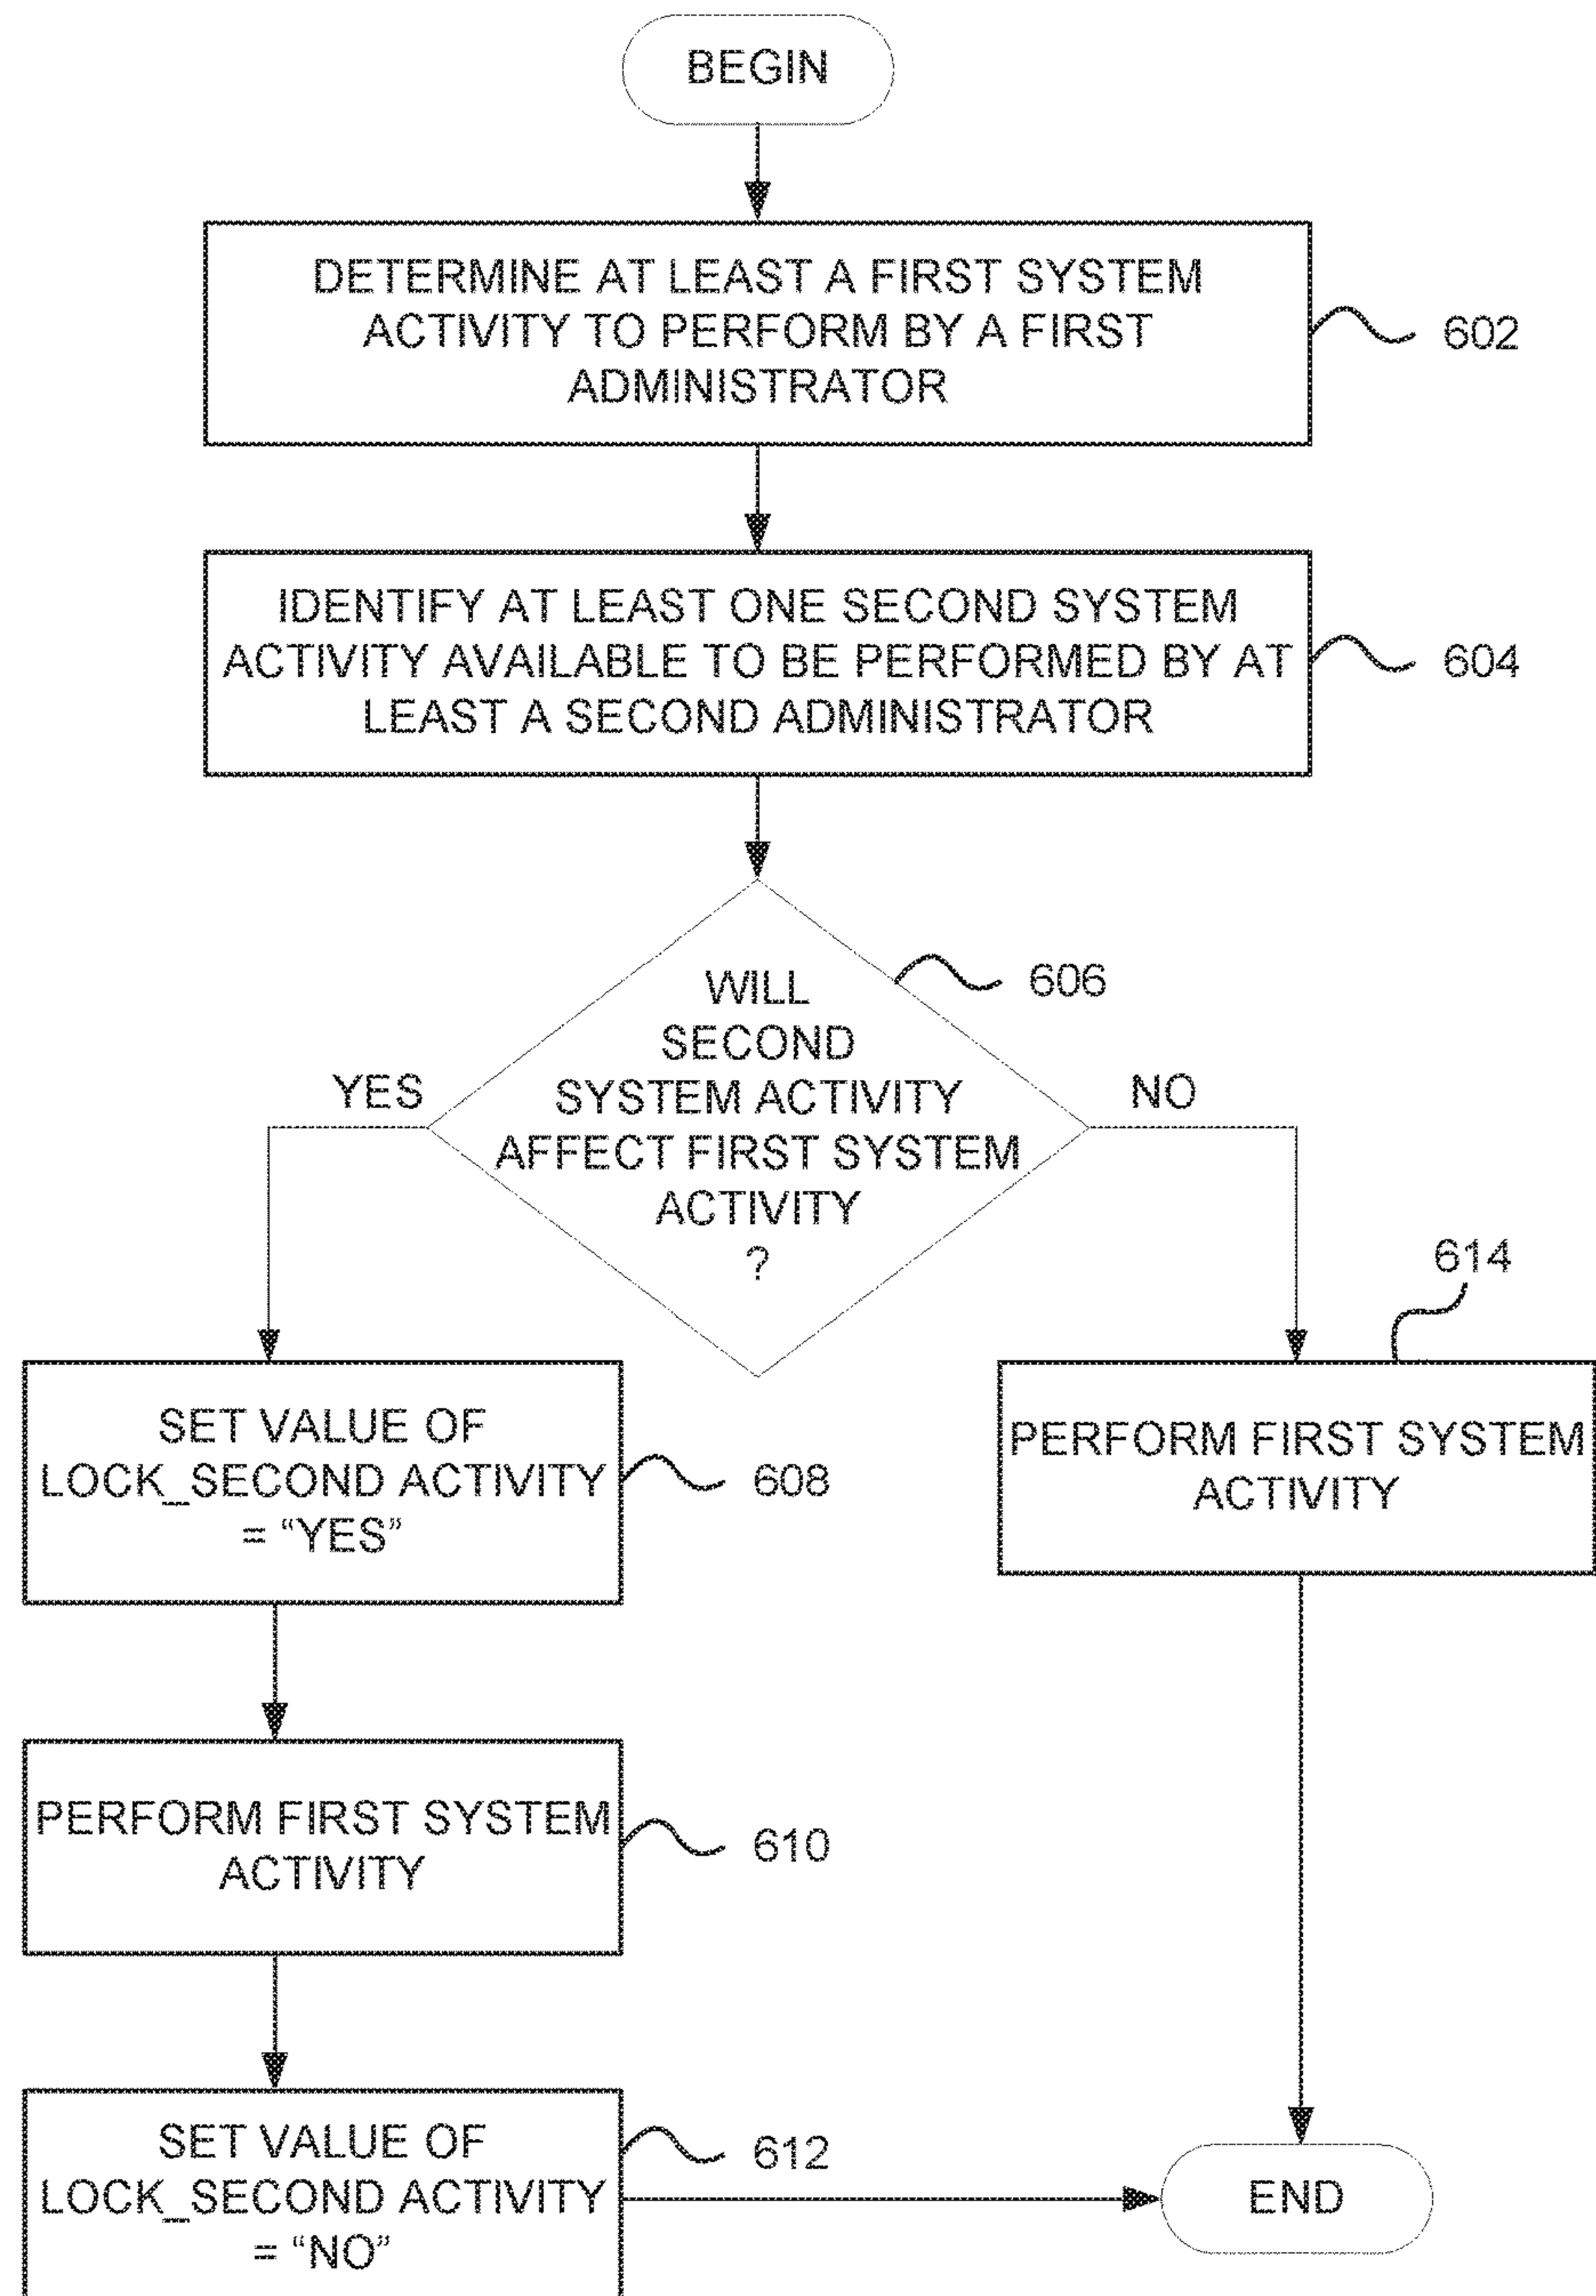 BEGIN
DETERMINE AT LEAST A FIRST SYSTEM
ACTIVITY TO PERFORM BY A FIRST
ADMINISTRATOR
602
IDENTIFY AT LEAST ONE SECOND SYSTEM
ACTIVITY AVAILABLE TO BE PERFORMED BY AT
LEAST A SECOND ADMINISTRATOR
604
WILL
SECOND
SYSTEM ACTIVITY
AFFECT FIRST SYSTEM
ACTIVITY
?
606
YES
NO
SET VALUE OF
LOCK_SECOND ACTIVITY
= “YES”
608
614
PERFORM FIRST SYSTEM
ACTIVITY
PERFORM FIRST SYSTEM
ACTIVITY
610
SET VALUE OF
LOCK_SECOND ACTIVITY
= “NO”
612
END